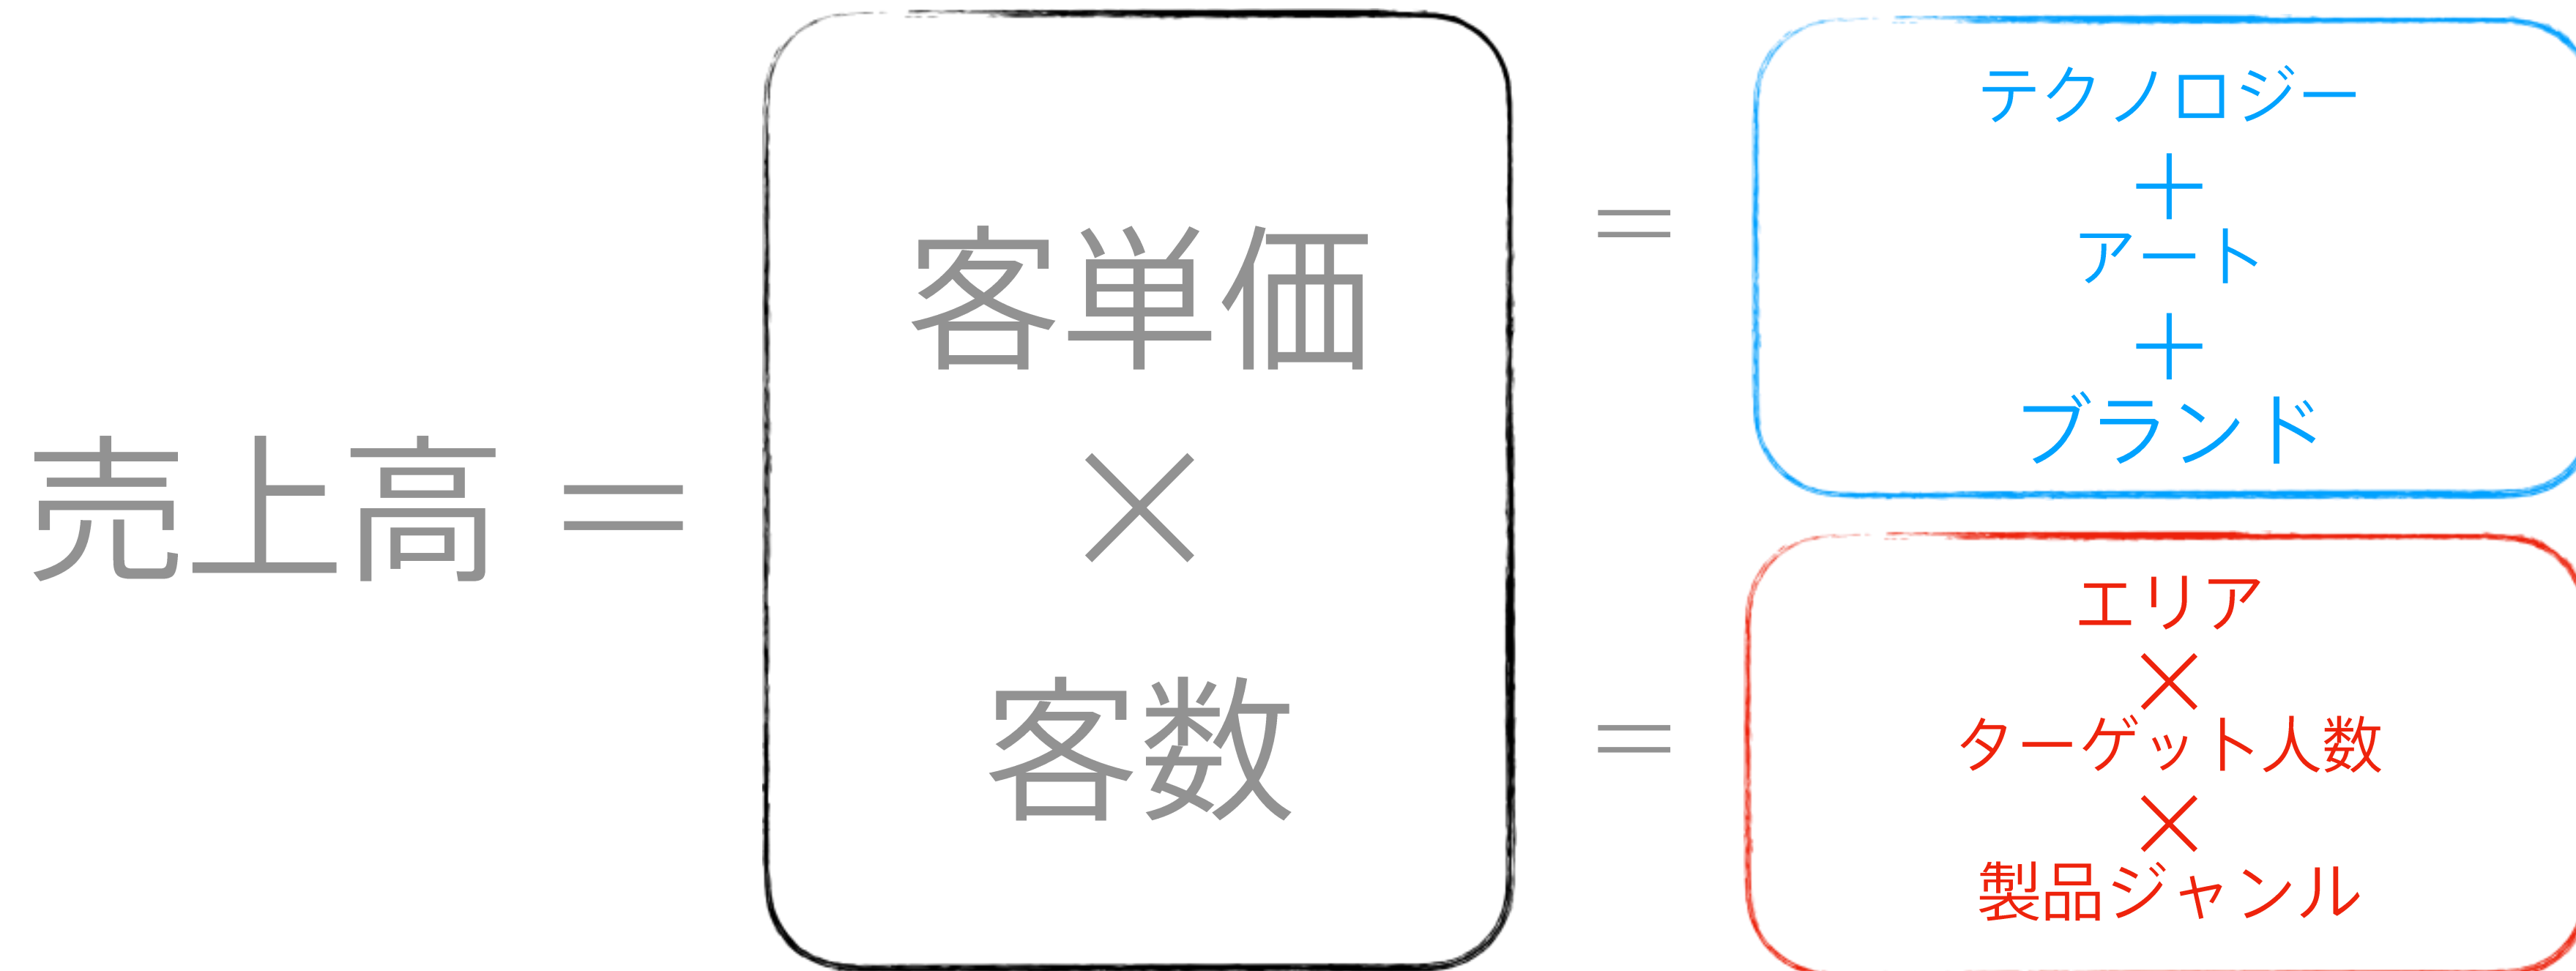 売上高 =
客単価
×
客数
=
テクノロジー
+
アート
+
ブランド
=
エリア
×
ターゲット人数
×
製品ジャンル